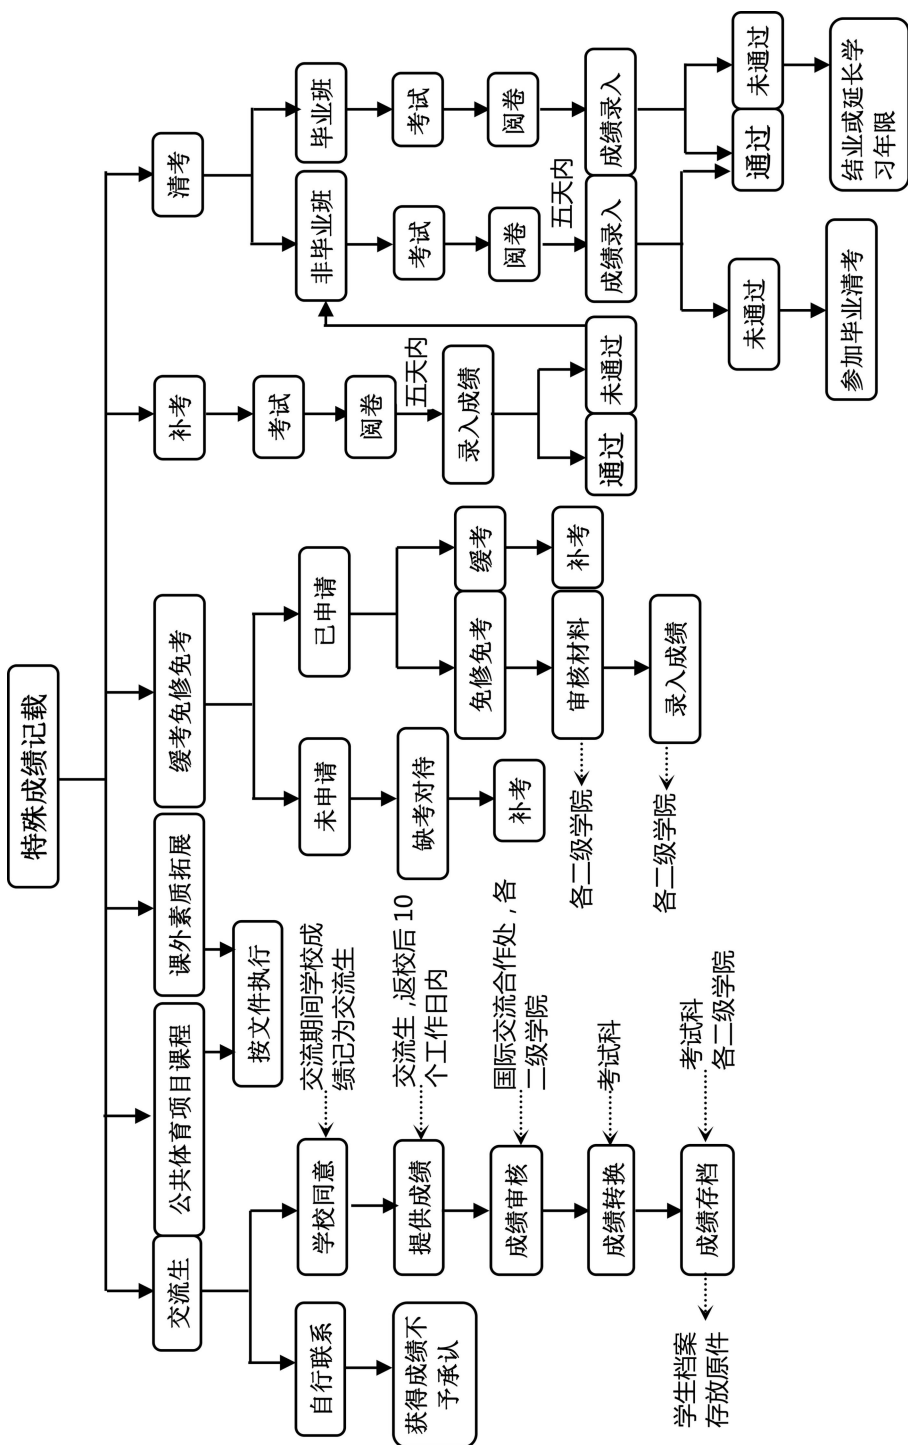 特殊成绩记载
交流生
公共体育项目课程
课外素质拓展
缓考免修免考
补考
清考
自行联系
获得成绩不
予承认
学校同意
交流期间学校成
绩记为交流生
提供成绩
交流生,返校后10
个工作日内
成绩审核
国际交流合作处,各
二级学院
成绩转换
考试科
成绩存档
考试科
各二级学院
学生档案
存放原件
按文件执行
未申请
缺考对待
补考
已申请
免修免考
审核材料
各二级学院
录入成绩
各二级学院
缓考
补考
考试
阅卷
五天内
录入成绩
通过
未通过
非毕业班
考试
阅卷
五天内
成绩录入
未通过
参加毕业清考
毕业班
考试
阅卷
成绩录入
通过
未通过
结业或延长学
习年限